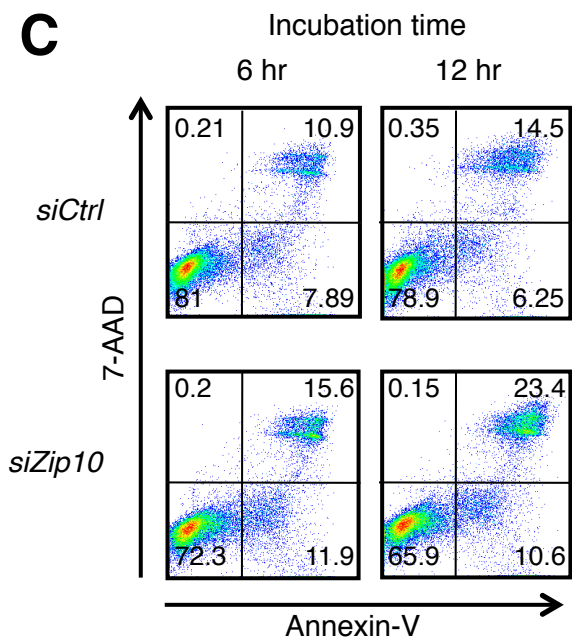 C
Incubation time
6 hr 12 hr
siCtrl
0.21 10.9 0.35 14.5
81 7.89 78.9 6.25
7-AAD
siZip10
0.2 15.6 0.15 23.4
72.3 11.9 65.9 10.6
Annexin-V